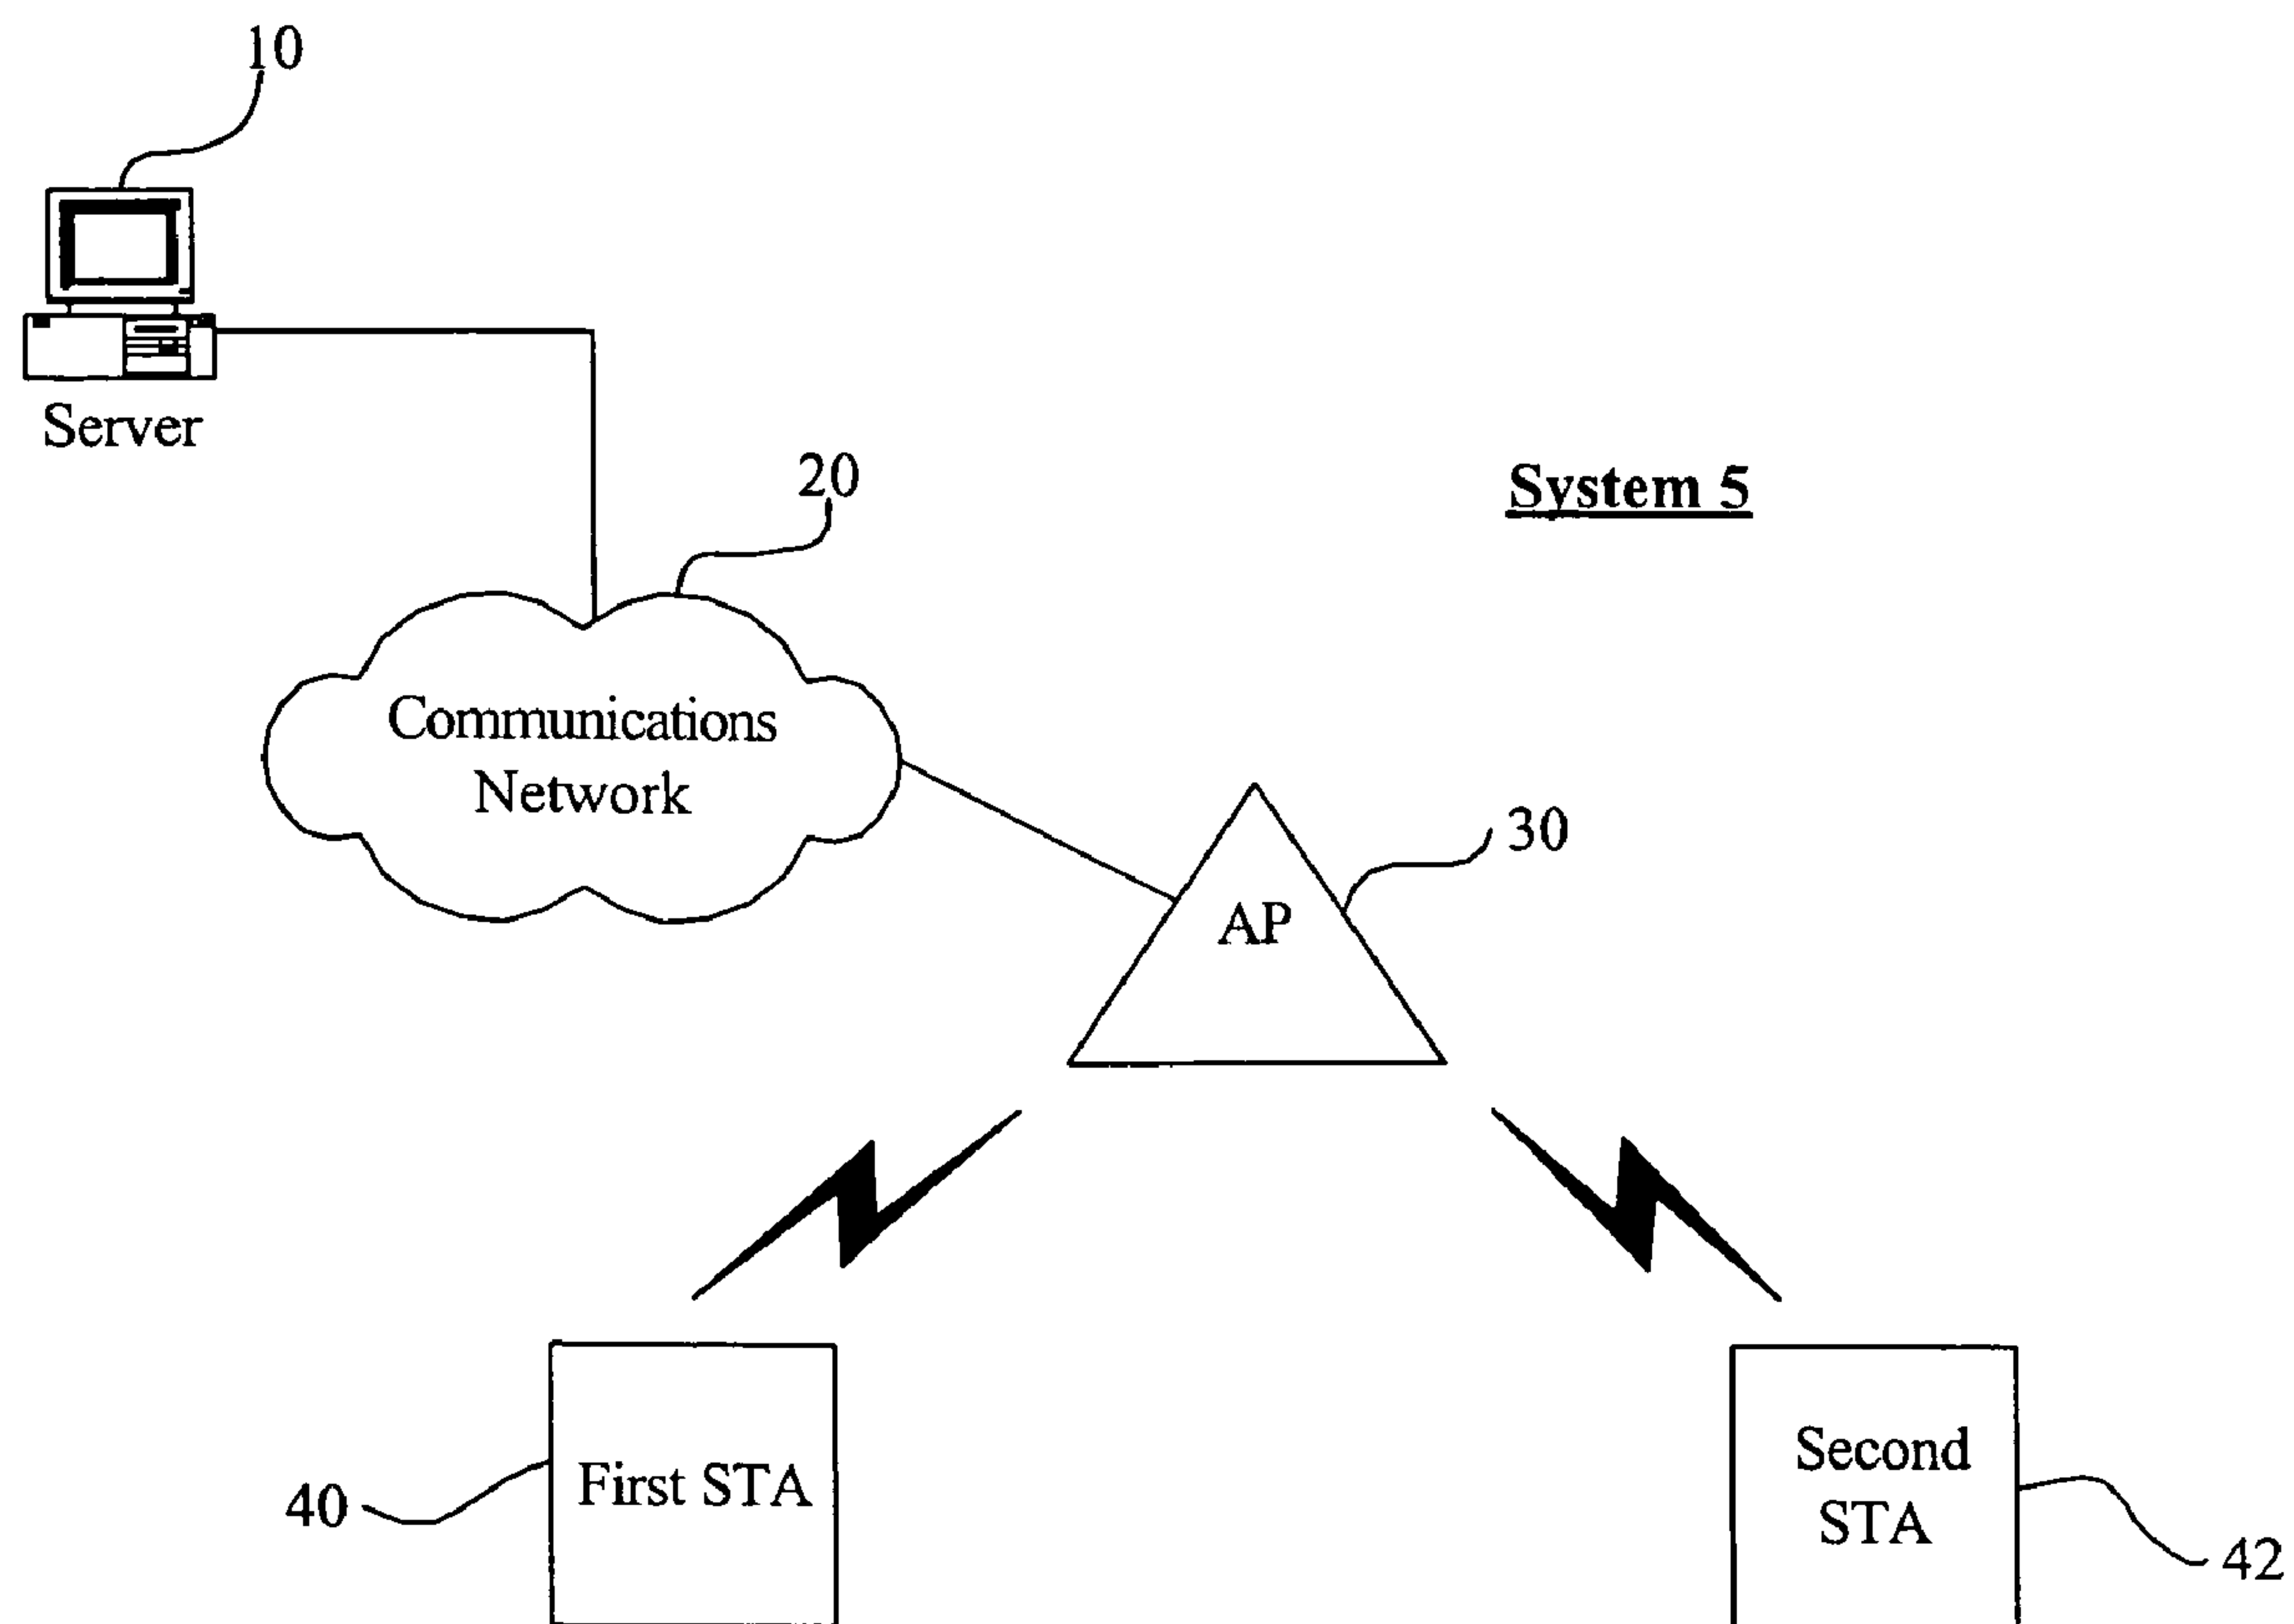 10
Server
20
System 5
Communications
Network
30
AP
First STA
40
Second
STA
42